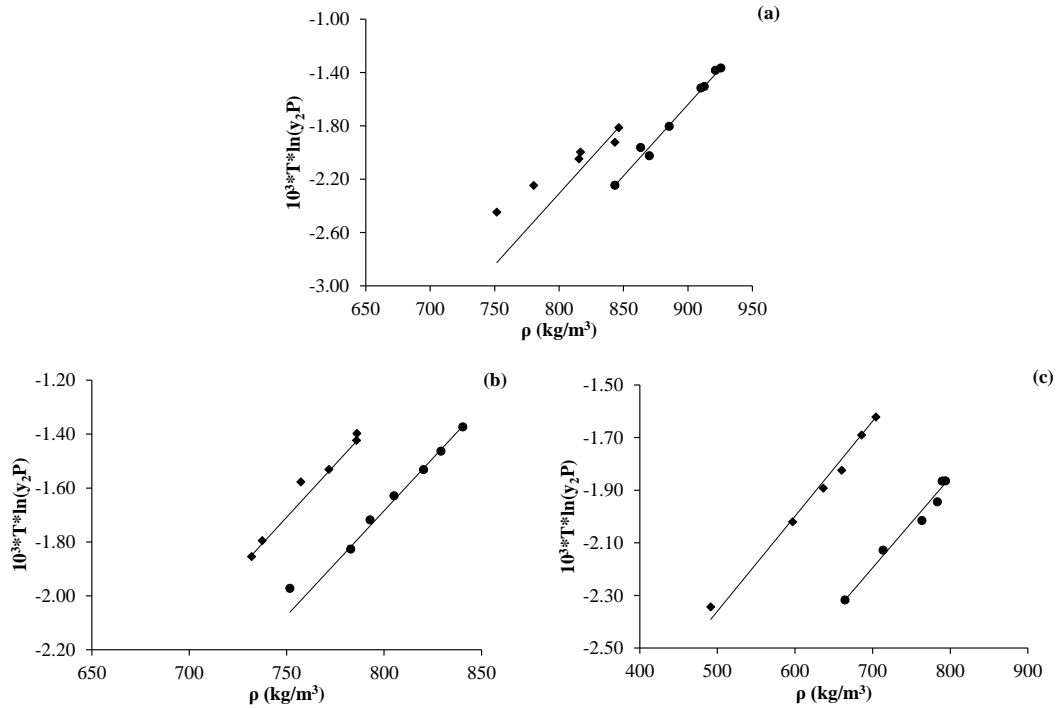 (a)
-1.00
-1.40
-1.80
-2.20
-2.60
-3.00
10³*T*ln(y₂P)
650 700 750 800 850 900 950
ρ (kg/m³)
(b)
-1.20
-1.40
-1.60
-1.80
-2.00
-2.20
10³*T*ln(y₂P)
650 700 750 800 850
ρ (kg/m³)
(c)
-1.50
-1.70
-1.90
-2.10
-2.30
-2.50
10³*T*ln(y₂P)
400 500 600 700 800 900
ρ (kg/m³)